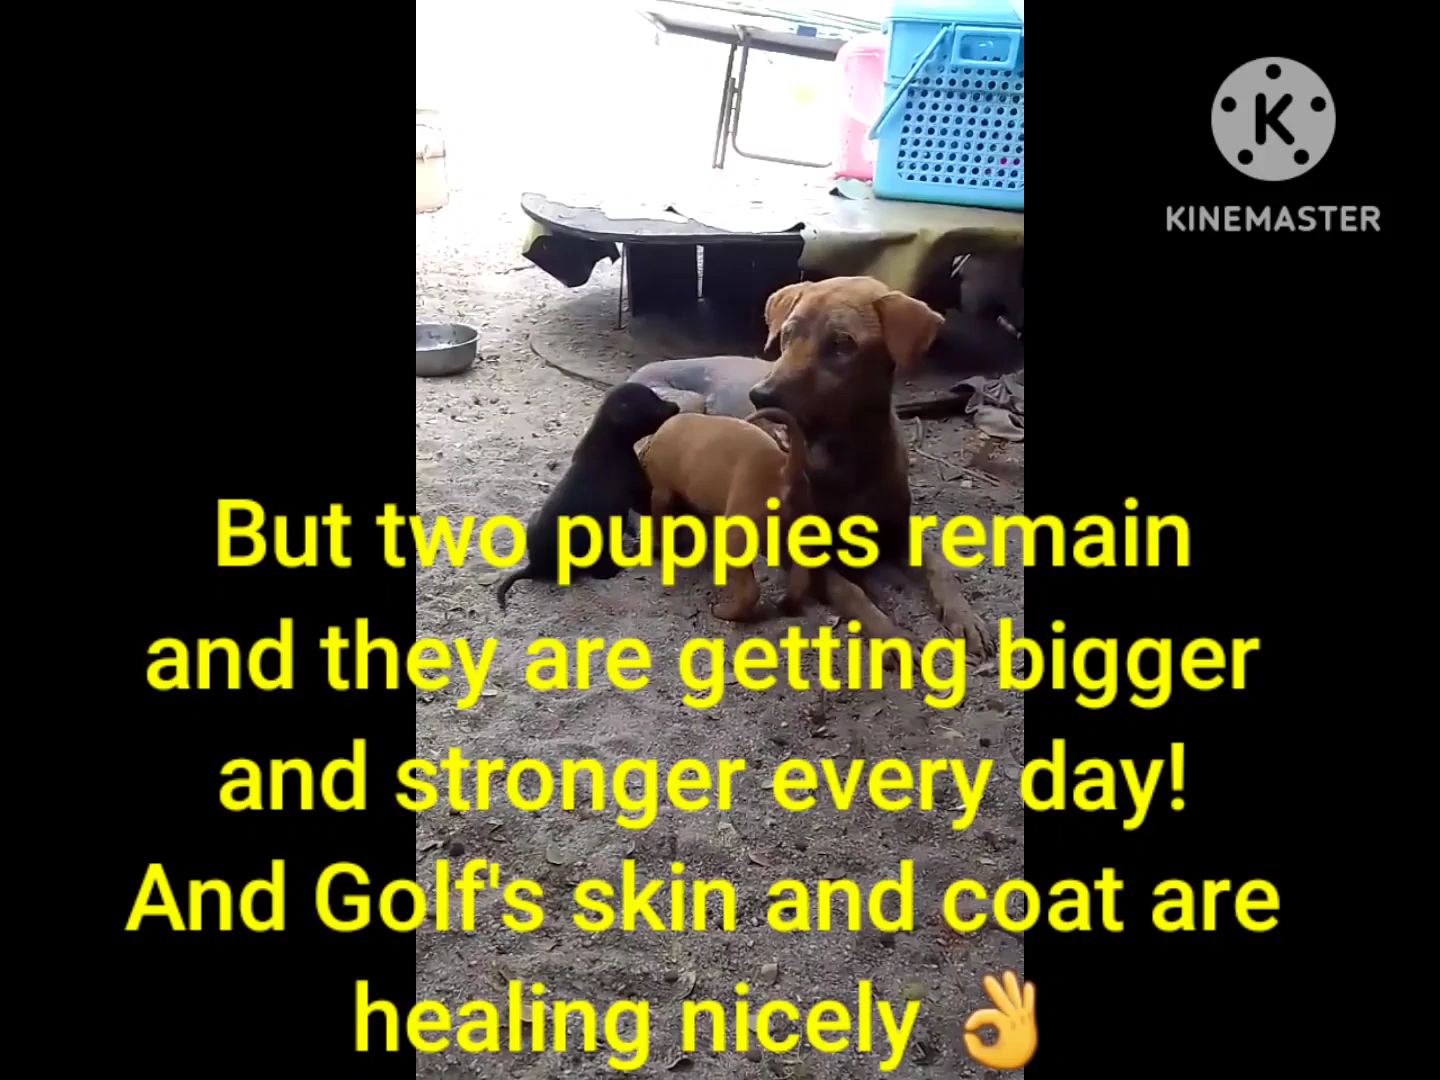 K
KINEMASTER
But two puppies remain
and they are getting bigger
and stronger every day!
And Golf's skin and coat are
healing nicely 👌